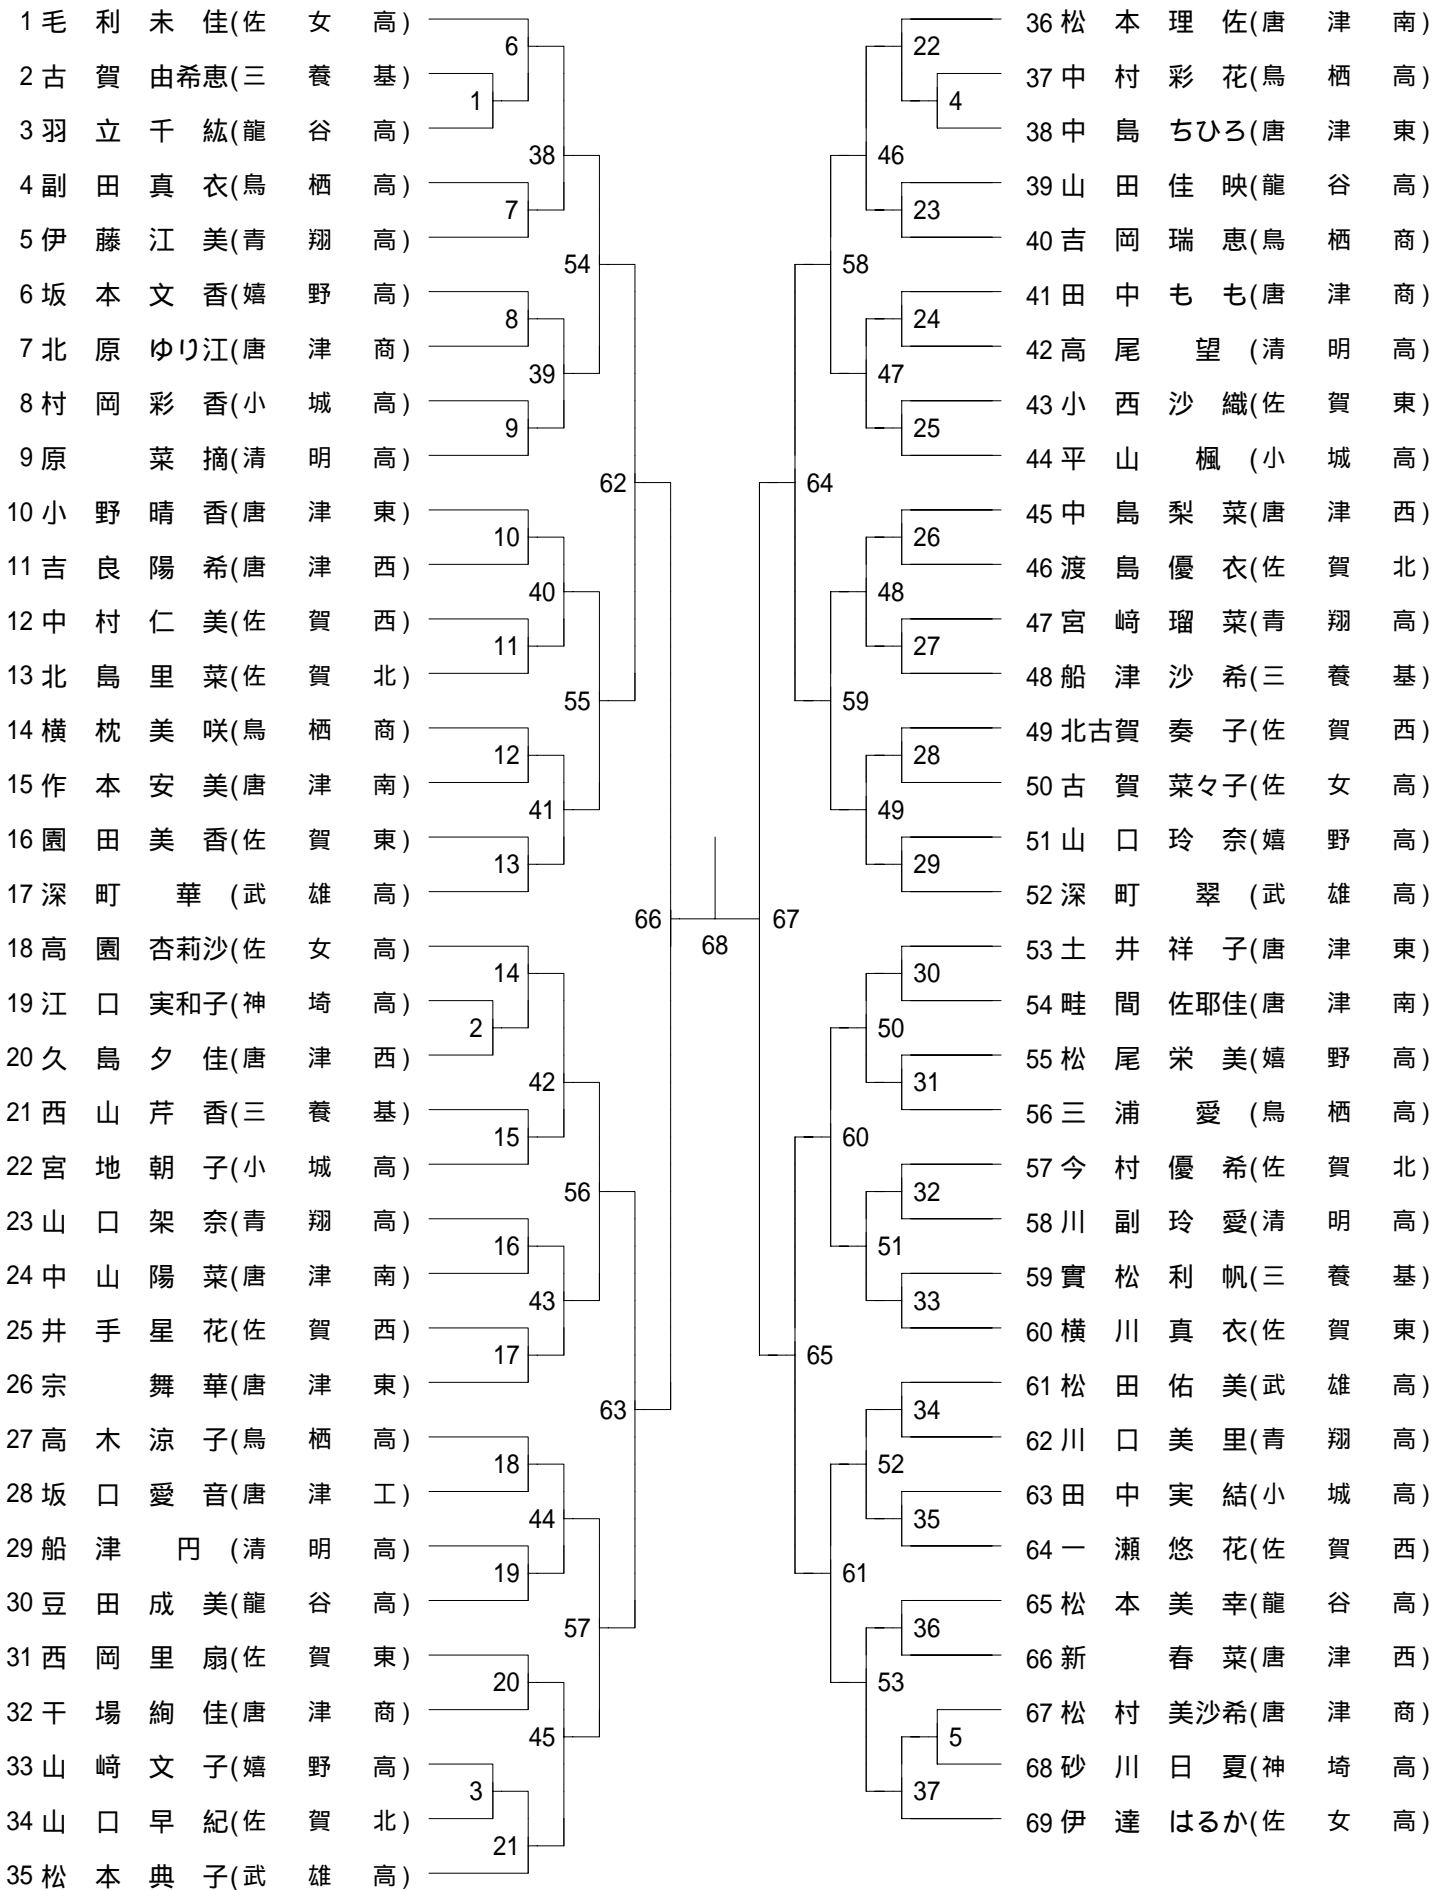 1 毛 利 未 佳(佐 女 高)
2 古 賀 由希恵(三 養 基)
3 羽 立 千 紘(龍 谷 高)
4 副 田 真 衣(鳥 栖 高)
5 伊 藤 江 美(青 翔 高)
6 坂 本 文 香(嬉 野 高)
7 北 原 ゆり江(唐 津 商)
8 村 岡 彩 香(小 城 高)
9 原 菜 摘(清 明 高)
10 小 野 晴 香(唐 津 東)
11 吉 良 陽 希(唐 津 西)
12 中 村 仁 美(佐 賀 西)
13 北 島 里 菜(佐 賀 北)
14 横 枕 美 咲(鳥 栖 商)
15 作 本 安 美(唐 津 南)
16 園 田 美 香(佐 賀 東)
17 深 町 華 (武 雄 高)
18 高 園 杏莉沙(佐 女 高)
19 江 口 実和子(神 埼 高)
20 久 島 夕 佳(唐 津 西)
21 西 山 芹 香(三 養 基)
22 宮 地 朝 子(小 城 高)
23 山 口 架 奈(青 翔 高)
24 中 山 陽 菜(唐 津 南)
25 井 手 星 花(佐 賀 西)
26 宗 舞 華(唐 津 東)
27 高 木 涼 子(鳥 栖 高)
28 坂 口 愛 音(唐 津 工)
29 船 津 円 (清 明 高)
30 豆 田 成 美(龍 谷 高)
31 西 岡 里 扇(佐 賀 東)
32 干 場 絢 佳(唐 津 商)
33 山 﨑 文 子(嬉 野 高)
34 山 口 早 紀(佐 賀 北)
35 松 本 典 子(武 雄 高)
6
1
38
7
54
8
39
9
62
10
40
11
55
12
41
13
66
14
2
42
15
56
16
43
17
63
18
44
19
57
20
45
3
21
68
22
4
46
23
58
24
47
25
64
26
48
27
59
28
49
29
67
30
50
31
60
32
51
33
65
34
52
35
61
36
53
5
37
36 松 本 理 佐(唐 津 南)
37 中 村 彩 花(鳥 栖 高)
38 中 島 ちひろ(唐 津 東)
39 山 田 佳 映(龍 谷 高)
40 吉 岡 瑞 恵(鳥 栖 商)
41 田 中 も も(唐 津 商)
42 高 尾 望 (清 明 高)
43 小 西 沙 織(佐 賀 東)
44 平 山 楓 (小 城 高)
45 中 島 梨 菜(唐 津 西)
46 渡 島 優 衣(佐 賀 北)
47 宮 﨑 瑠 菜(青 翔 高)
48 船 津 沙 希(三 養 基)
49 北古賀 奏 子(佐 賀 西)
50 古 賀 菜々子(佐 女 高)
51 山 口 玲 奈(嬉 野 高)
52 深 町 翠 (武 雄 高)
53 土 井 祥 子(唐 津 東)
54 畦 間 佐耶佳(唐 津 南)
55 松 尾 栄 美(嬉 野 高)
56 三 浦 愛 (鳥 栖 高)
57 今 村 優 希(佐 賀 北)
58 川 副 玲 愛(清 明 高)
59 實 松 利 帆(三 養 基)
60 横 川 真 衣(佐 賀 東)
61 松 田 佑 美(武 雄 高)
62 川 口 美 里(青 翔 高)
63 田 中 実 結(小 城 高)
64 一 瀬 悠 花(佐 賀 西)
65 松 本 美 幸(龍 谷 高)
66 新 春 菜(唐 津 西)
67 松 村 美沙希(唐 津 商)
68 砂 川 日 夏(神 埼 高)
69 伊 達 はるか(佐 女 高)